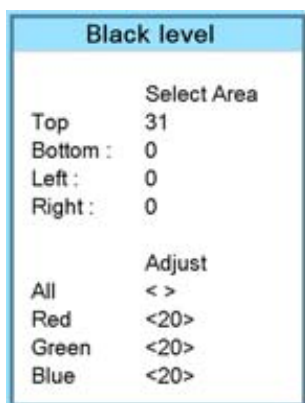 Black level
Select Area
Top 31
Bottom : 0
Left : 0
Right : 0
Adjust
All < >
Red <20>
Green <20>
Blue <20>